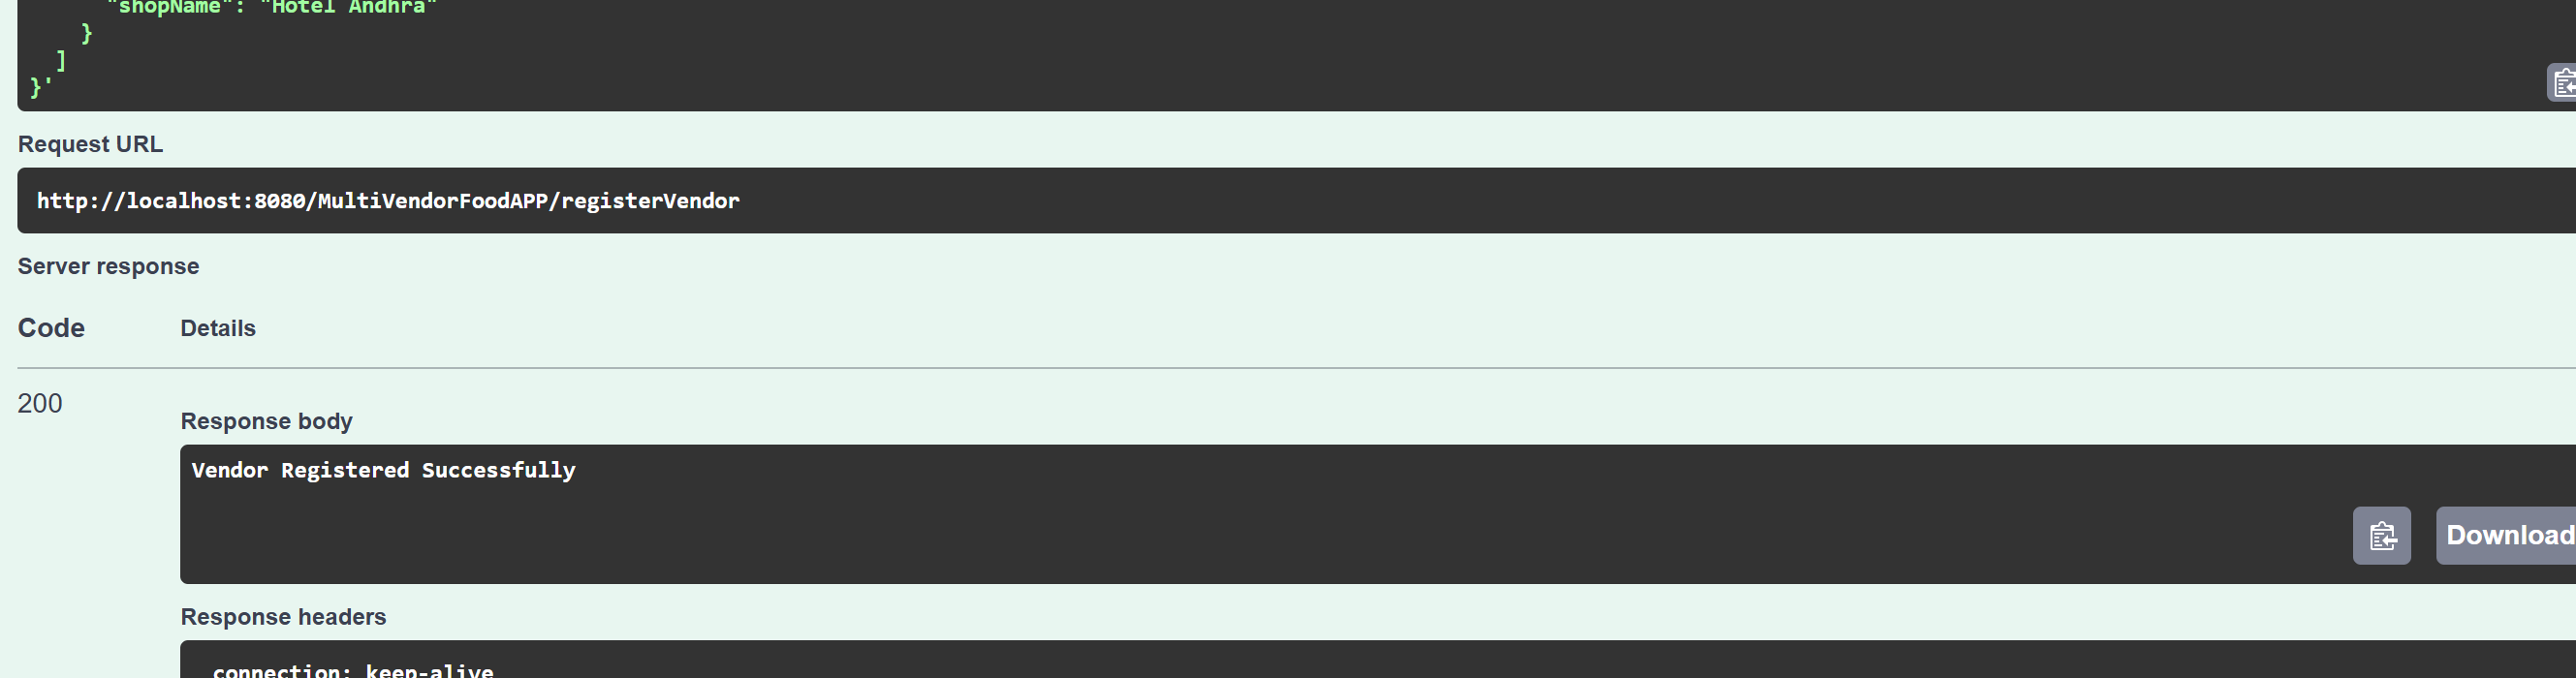 "shopName": "Hotel Andhra"
}
]
}'
Request URL
http://localhost:8080/MultiVendorFoodAPP/registerVendor
Server response
Code Details
200
Response body
Vendor Registered Successfully
Download
Response headers
connection: keep-alive